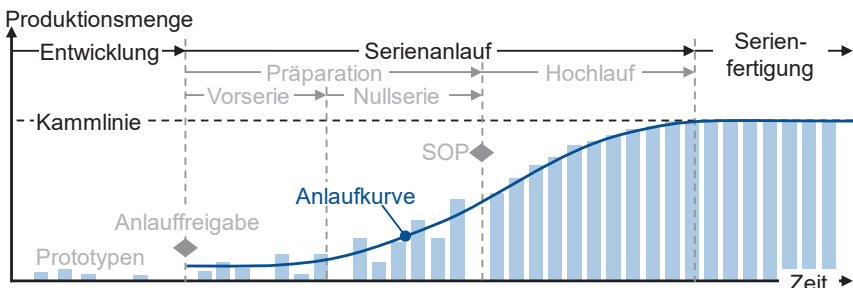 Produktionsmenge
Entwicklung
Serienanlauf
Serien-
fertigung
Präparation
Hochlauf
Vorserie
Nullserie
Kammlinie
SOP
Anlaufkurve
Anlauffreigabe
Prototypen
Zeit